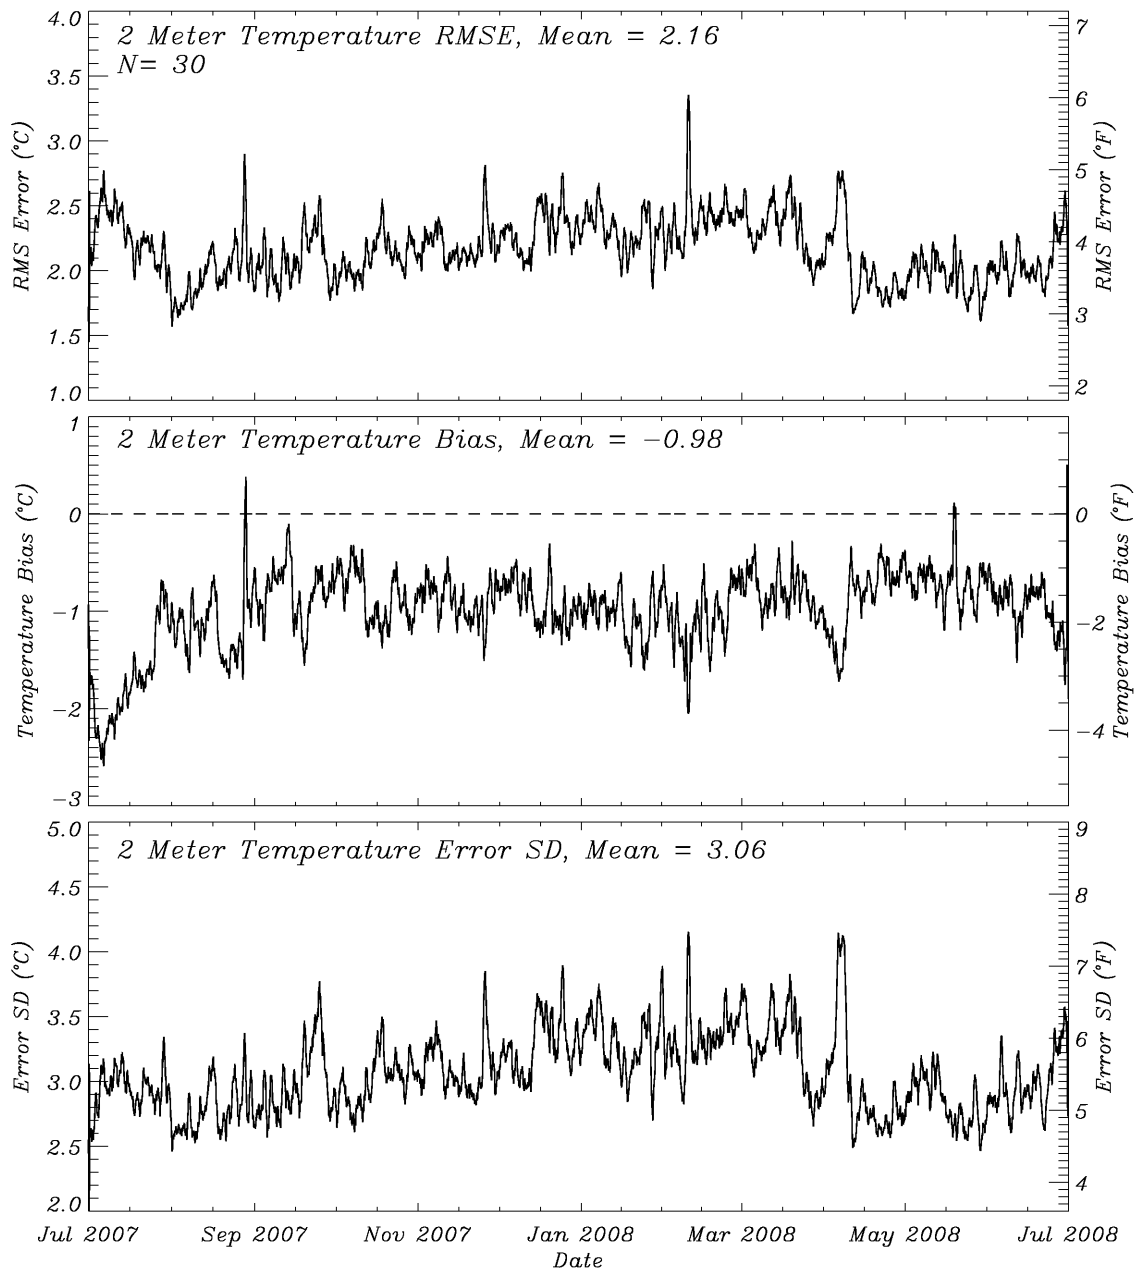 2 Meter Temperature RMSE, Mean = 2.16
N= 30
RMS Error (°C)
4.0
3.5
3.0
2.5
2.0
1.5
1.0
7
6
5
4
3
2
RMS Error (°F)
2 Meter Temperature Bias, Mean = −0.98
Temperature Bias (°C)
1
0
−1
−2
−3
0
−2
−4
Temperature Bias (°F)
2 Meter Temperature Error SD, Mean = 3.06
Error SD (°C)
5.0
4.5
4.0
3.5
3.0
2.5
2.0
9
8
7
6
5
4
Error SD (°F)
Jul 2007 Sep 2007 Nov 2007 Jan 2008 Mar 2008 May 2008 Jul 2008
Date